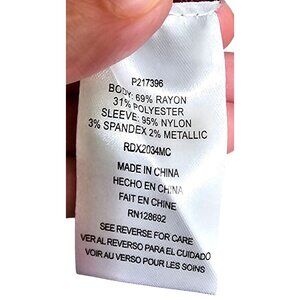 P217396
BODY: 69% RAYON
31% POLYESTER
SLEEVE: 95% NYLON
3% SPANDEX 2% METALLIC
RDX2034MC
MADE IN CHINA
HECHO EN CHINA
FAIT EN CHINE
RN128692
SEE REVERSE FOR CARE
VER AL REVERSO PARA EL CUIDADO
VOIR AU VERSO POUR LES SOINS